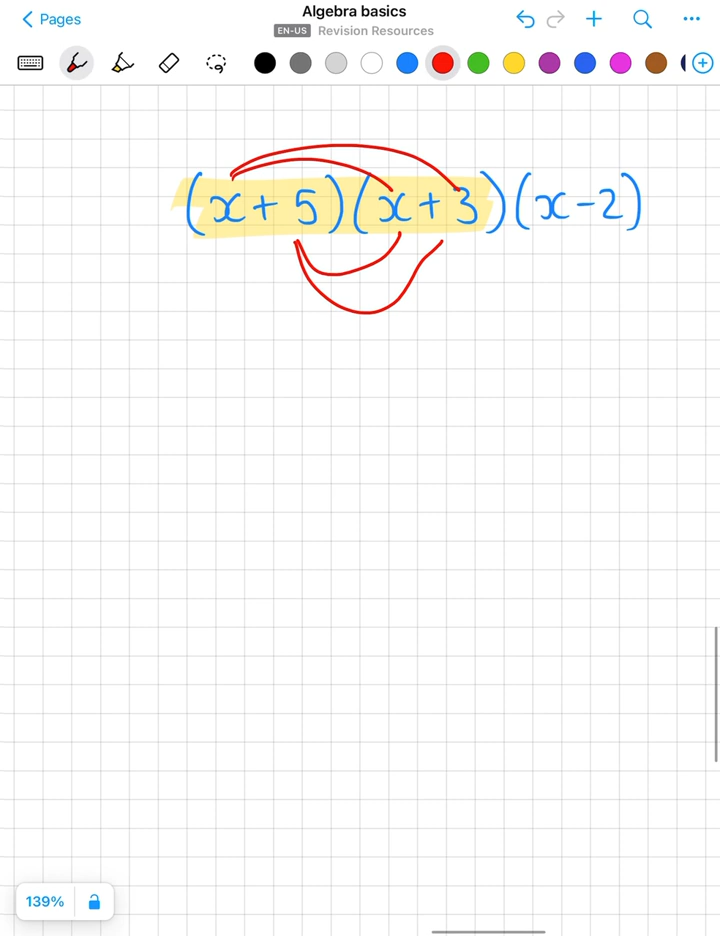 Pages
Algebra basics
EN-US Revision Resources
(x + 5)(x + 3)(x - 2)
139%